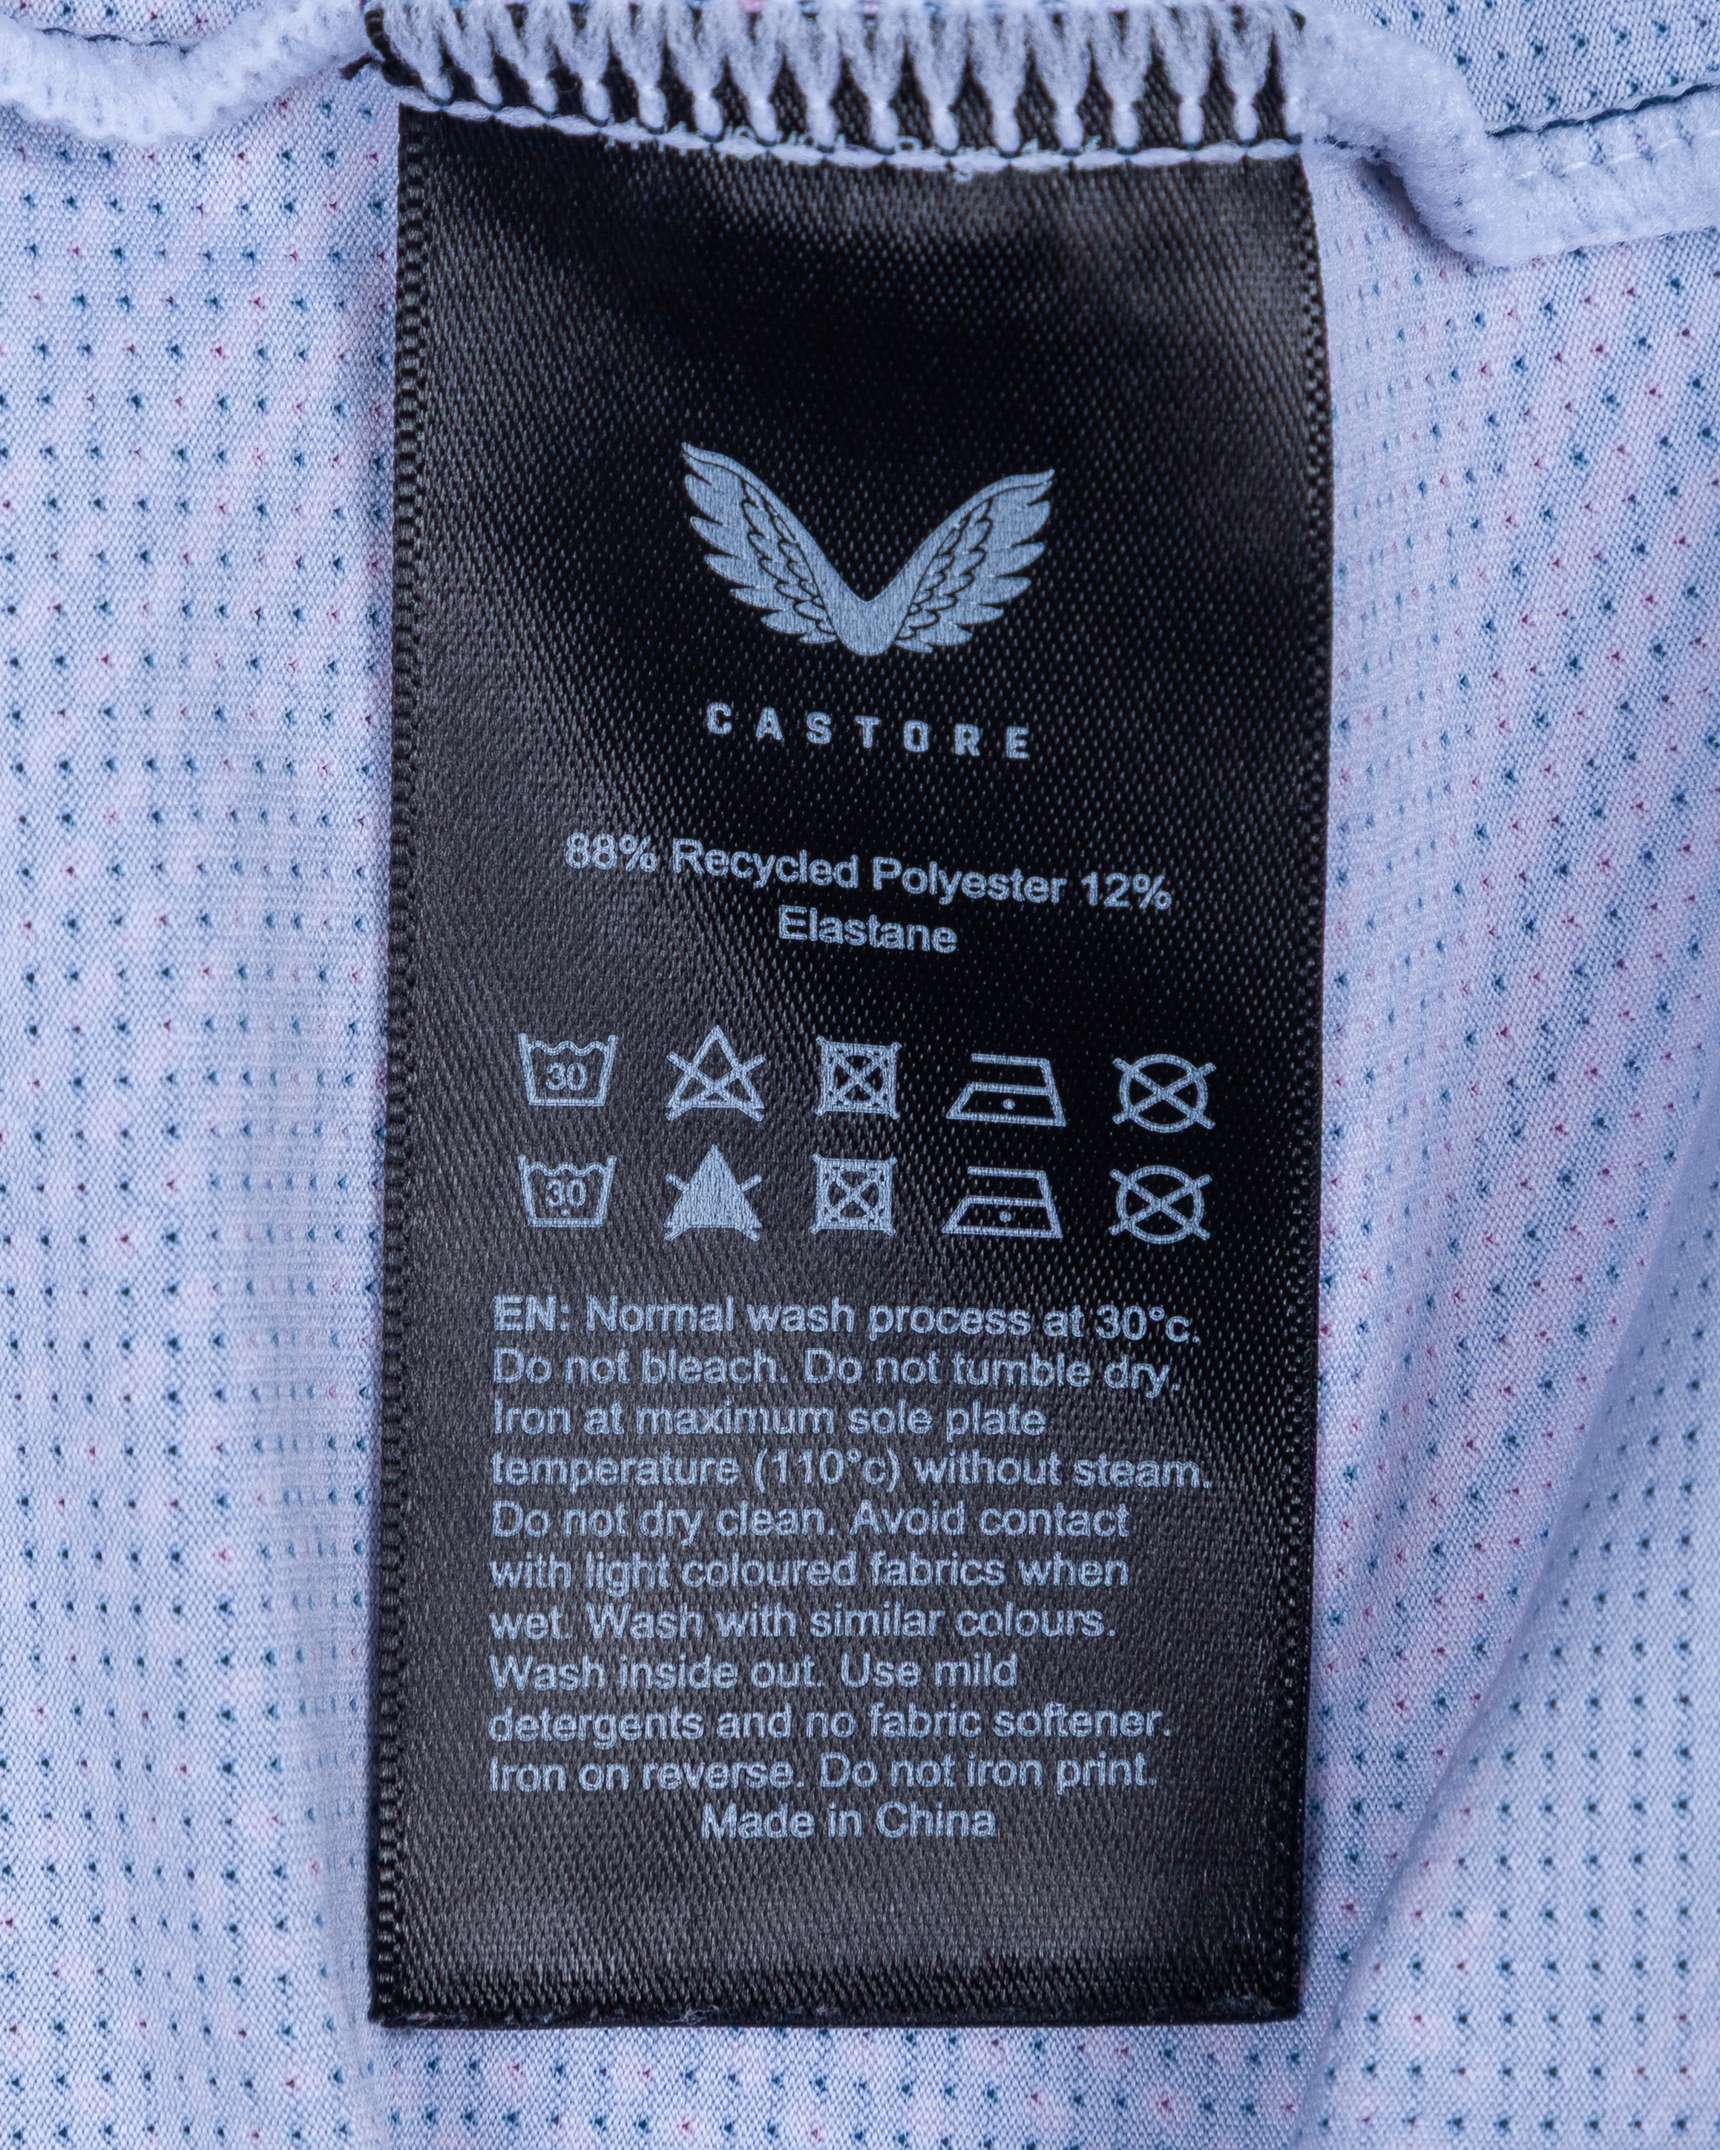 CASTORE
88% Recycled Polyester 12%
Elastane
30
30
EN: Normal wash process at 30°c.
Do not bleach. Do not tumble dry.
Iron at maximum sole plate
temperature (110°c) without steam.
Do not dry clean. Avoid contact
with light coloured fabrics when
wet. Wash with similar colours.
Wash inside out. Use mild
detergents and no fabric softener.
Iron on reverse. Do not iron print.
Made in China